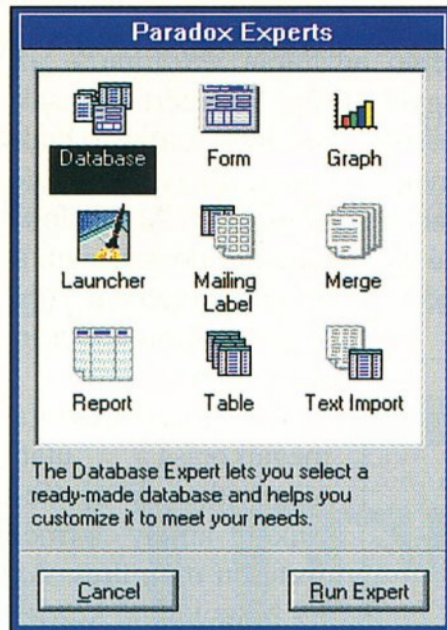 Paradox Experts
Database Form Graph
Launcher Mailing Label Merge
Report Table Text Import
The Database Expert lets you select a
ready-made database and helps you
customize it to meet your needs.
Cancel Run Expert